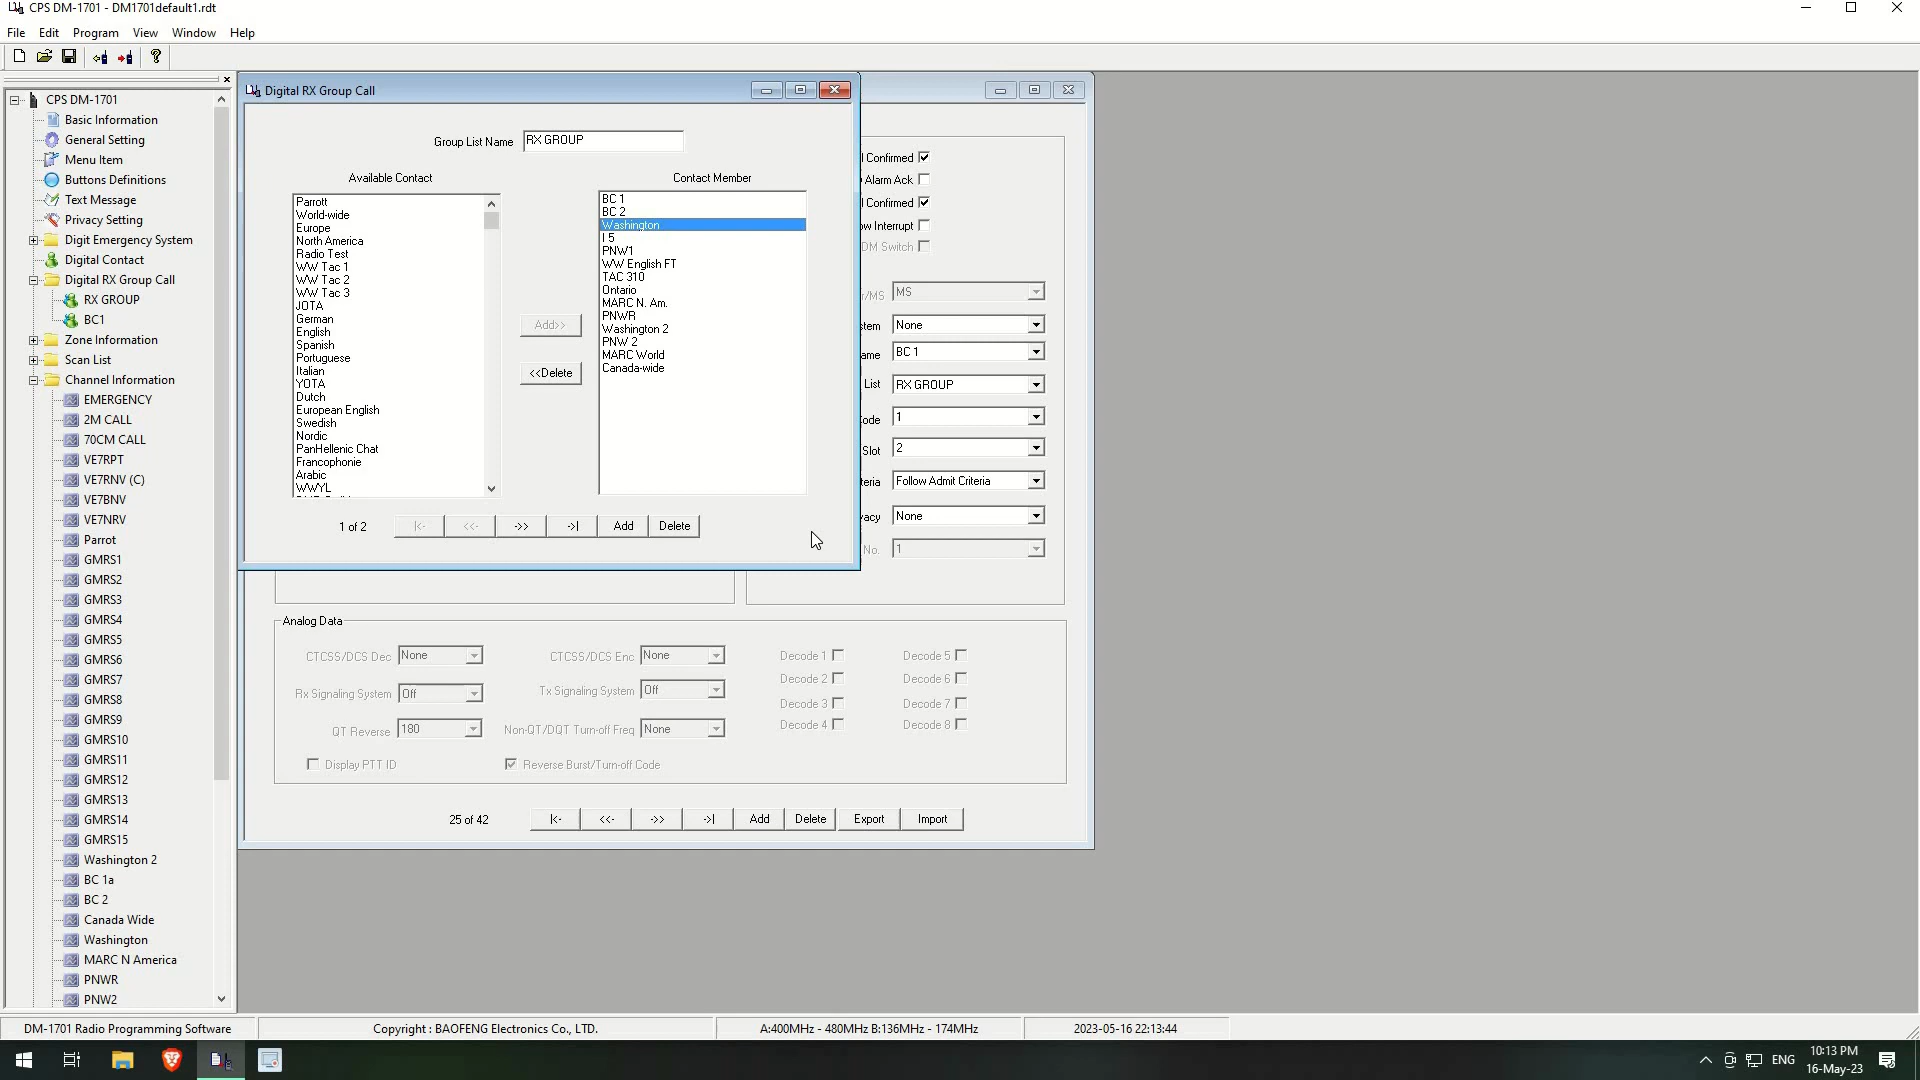 CPS DM-1701 - DM1701default1.rdt
File Edit Program View Window Help
CPS DM-1701
Basic Information
General Setting
Menu Item
Buttons Definitions
Text Message
Privacy Setting
Digit Emergency System
Digital Contact
Digital RX Group Call
RX GROUP
BC1
Zone Information
Scan List
Channel Information
EMERGENCY
2M CALL
70CM CALL
VE7RPT
VE7RNV (C)
VE7BNV
VE7NRV
Parrot
GMRS1
GMRS2
GMRS3
GMRS4
GMRS5
GMRS6
GMRS7
GMRS8
GMRS9
GMRS10
GMRS11
GMRS12
GMRS13
GMRS14
GMRS15
Washington 2
BC 1a
BC 2
Canada Wide
Washington
MARC N America
PNWR
PNW2
Digital RX Group Call
Group List Name RX GROUP
Available Contact
Parrott
World-wide
Europe
North America
Radio Test
WW Tac 1
WW Tac 2
WW Tac 3
JOTA
German
English
Spanish
Portuguese
Italian
YOTA
Dutch
European English
Swedish
Nordic
PanHellenic Chat
Francophonie
Arabic
WWYL
Add>>
<<Delete
Contact Member
BC 1
BC 2
Washington
I 5
PNW1
WW English FT
TAC 310
Ontario
MARC N. Am.
PNWR
Washington 2
PNW 2
MARC World
Canada-wide
1 of 2 |<- <<- ->> ->| Add Delete
l Confirmed
Alarm Ack
l Confirmed
ow Interrupt
DM Switch
r/MS MS
stem None
ame BC 1
List RX GROUP
ode 1
Slot 2
teria Follow Admit Criteria
vacy None
No. 1
Analog Data
CTCSS/DCS Dec None CTCSS/DCS Enc None Decode 1 Decode 5
Rx Signaling System Off Tx Signaling System Off Decode 2 Decode 6
QT Reverse 180 Non-QT/DQT Turn-off Freq None Decode 3 Decode 7
Decode 4 Decode 8
Display PTT ID Reverse Burst/Turn-off Code
25 of 42 |<- <<- ->> ->| Add Delete Export Import
DM-1701 Radio Programming Software Copyright : BAOFENG Electronics Co., LTD. A:400MHz - 480MHz B:136MHz - 174MHz 2023-05-16 22:13:44
ENG 10:13 PM
16-May-23